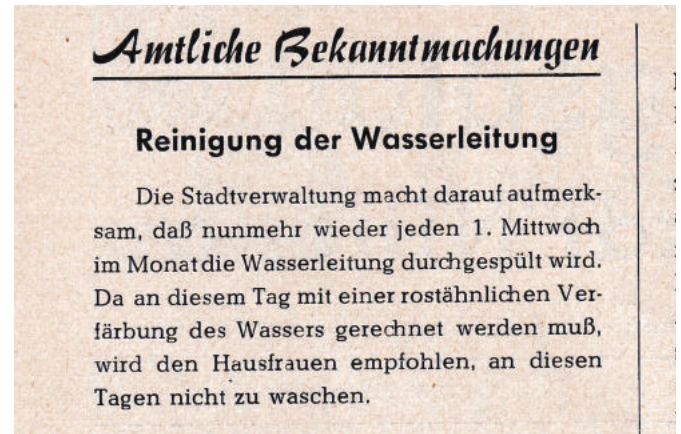 Amtliche Bekanntmachungen
Reinigung der Wasserleitung
Die Stadtverwaltung macht darauf aufmerk-
sam, daß nunmehr wieder jeden 1. Mittwoch
im Monat die Wasserleitung durchgespült wird.
Da an diesem Tag mit einer rostähnlichen Ver-
färbung des Wassers gerechnet werden muß,
wird den Hausfrauen empfohlen, an diesen
Tagen nicht zu waschen.